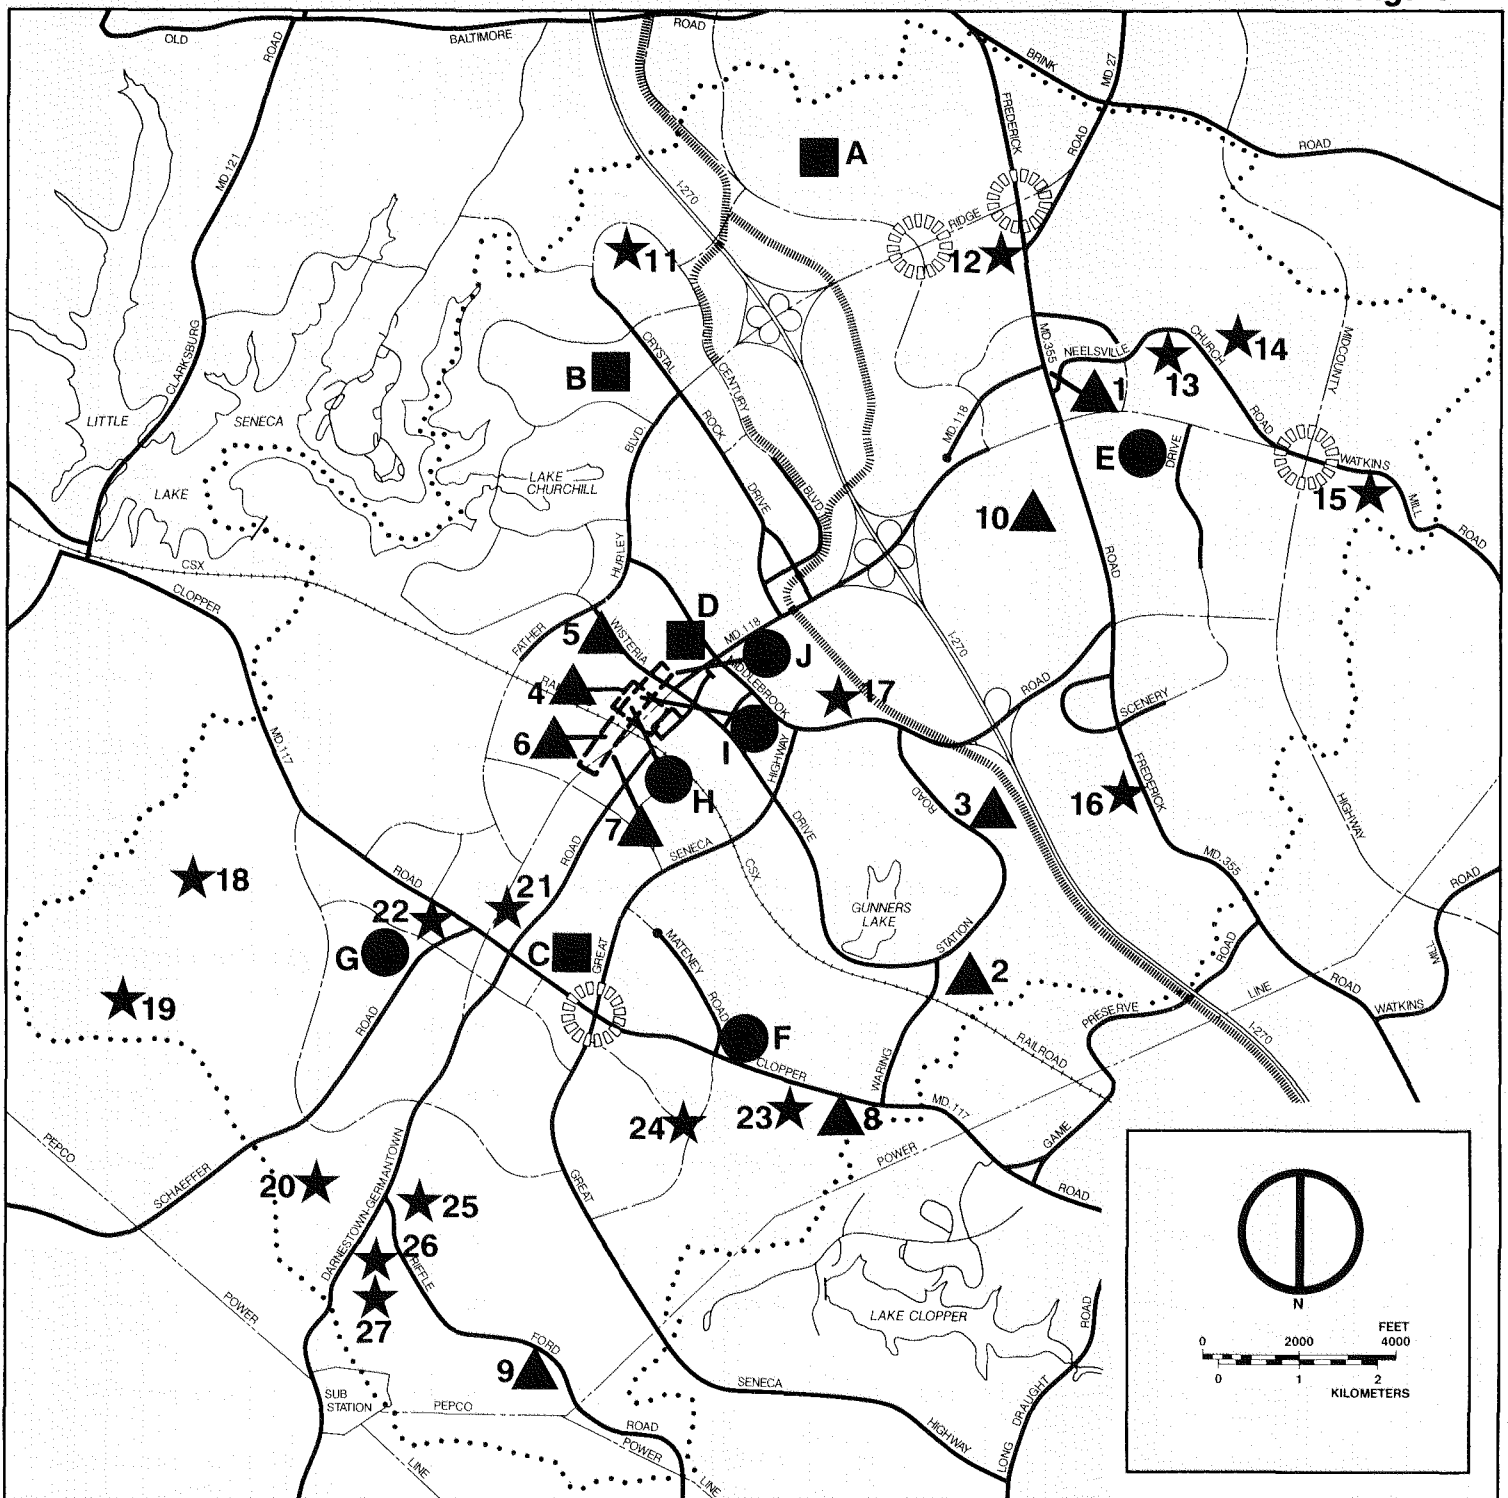 OLD
BALTIMORE
ROAD
ROAD
BRINK
MD.27
ROAD
MD.121
FREDERICK
ROAD
A
I-270
RIDGE
11
12
CLARKSBURG
CRYSTAL
MD.355
NEELSVILLE
CHURCH
14
MIDCOUNTY
13
B
CENTURY
1
LITTLE
SENECA
LAKE
BLVD.
ROCK
MD.118
ROAD
E
DRIVE
WATKINS
LAKE
CHURCHILL
DRIVE
BLVD.
15
MILL
ROAD
10
HURLEY
ROAD
CSX
CLOPPER
FATHER
WISTERIA
5
D
MD.118
J
I-270
4
MIDDLEBROOK
17
ROAD
SCENERY
6
I
HIGHWAY
MD.117
H
FREDERICK
7
ROAD
3
16
HIGHWAY
ROAD
SENECA
DRIVE
CSX
MD.355
ROAD
ROAD
18
21
22
GUNNERS
LAKE
G
C
GREAT
MATENEY
STATION
ROAD
MILL
2
LINE
ROAD
WATKINS
19
ROAD
ROAD
F
PRESERVE
I-270
RAILROAD
CLOPPER
WARING
MD.117
24
23
8
GAME
PEPCO
POWER
SCHAEFFER
20
DARNESTOWN-GERMANTOWN
25
GREAT
ROAD
26
RIFFLE
27
POWER
LAKE CLOPPER
ROAD
FORD
9
SUB
STATION
PEPCO
SENECA
DRAUGHT
HIGHWAY
LONG
ROAD
POWER
LINE
LINE
N
FEET
0 2000 4000
0 1 2
KILOMETERS